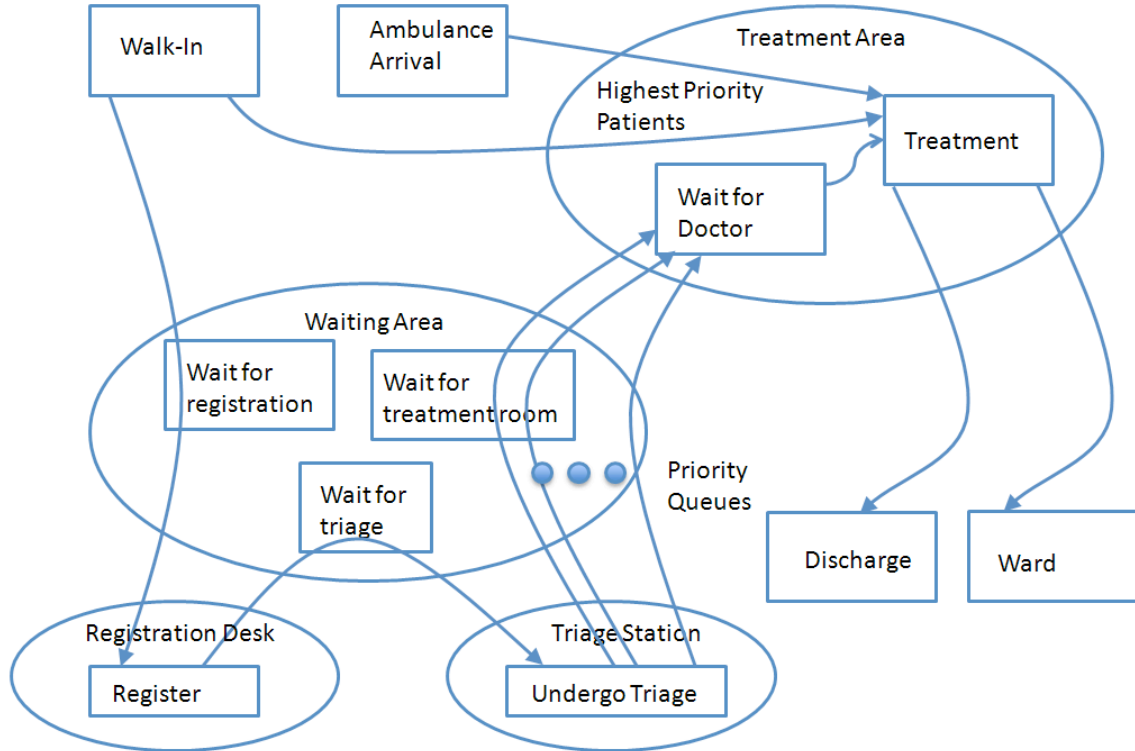 Walk-In
Ambulance
Arrival
Treatment Area
Highest Priority
Patients
Treatment
Wait for
Doctor
Waiting Area
Wait for
registration
Wait for
treatment room
Wait for
triage
Priority
Queues
Discharge
Ward
Registration Desk
Register
Triage Station
Undergo Triage